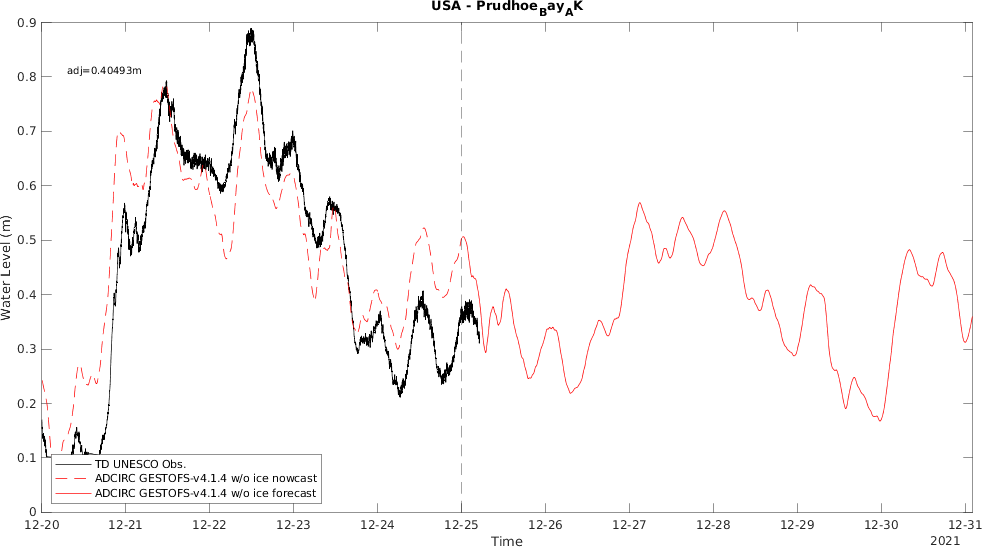 USA - Prudhoe_Bay_AK
adj=0.40493m
0.9
0.8
0.7
0.6
0.5
0.4
0.3
0.2
0.1
0
Water Level (m)
TD UNESCO Obs.
ADCIRC GESTOFS-v4.1.4 w/o ice nowcast
ADCIRC GESTOFS-v4.1.4 w/o ice forecast
12-20 12-21 12-22 12-23 12-24 12-25 12-26 12-27 12-28 12-29 12-30 12-31
Time
2021